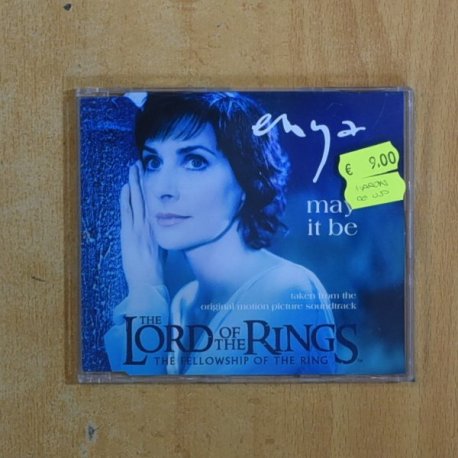 enya
€ 9.00
may
it be
taken from the
original motion picture soundtrack
THE
LORD OF THE RINGS
THE FELLOWSHIP OF THE RING™